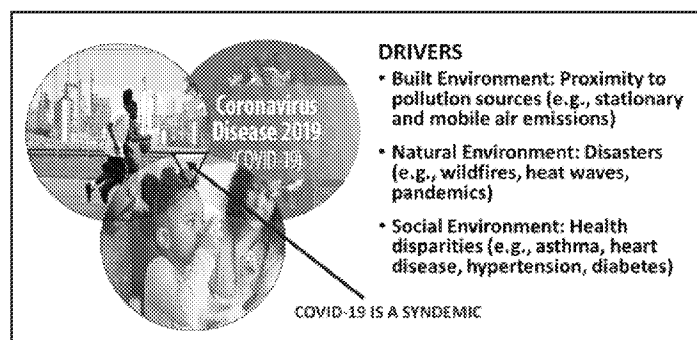 Coronavirus
Disease 2019
(COVID-19)
DRIVERS
• Built Environment: Proximity to
pollution sources (e.g., stationary
and mobile air emissions)
• Natural Environment: Disasters
(e.g., wildfires, heat waves,
pandemics)
• Social Environment: Health
disparities (e.g., asthma, heart
disease, hypertension, diabetes)
COVID-19 IS A SYNDEMIC